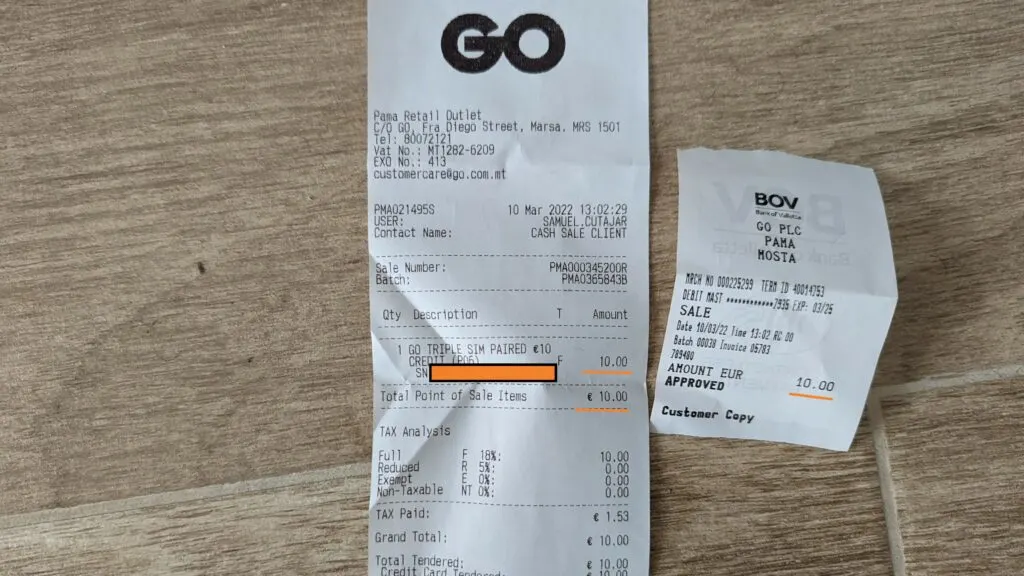 GO
Pama Retail Outlet
C/O GO, Fra Diego Street, Marsa. MRS 1501
Tel: 80072121
Vat No.: MT1282-6209
EXO No.: 413
customercare@go.com.mt
PMA021495S 10 Mar 2022 13:02:29
USER: SAMUEL.CUTAJAR
Contact Name: CASH SALE CLIENT
Sale Number: PMA000345200R
Batch: PMA0365843B
Qty Description T Amount
1 GO TRIPLE SIM PAIRED €10
CREDIT (P06) F 10.00
SN
Total Point of Sale Items € 10.00
TAX Analysis
Full F 18%: 10.00
Reduced R 5%: 0.00
Exempt E 0%: 0.00
Non-Taxable NT 0%: 0.00
TAX Paid: € 1.53
Grand Total: € 10.00
Total Tendered: € 10.00
Credit Card Tendered: € 10.00
BOV
Bank of Valletta
GO PLC
PAMA
MOSTA
MRCH NO 000225299 TERM ID 40014753
DEBIT MAST ************7935 EXP: 03/25
SALE
Date 10/03/22 Time 13:02 RC 00
Batch 00038 Invoice 05783
789480
AMOUNT EUR 10.00
APPROVED
Customer Copy